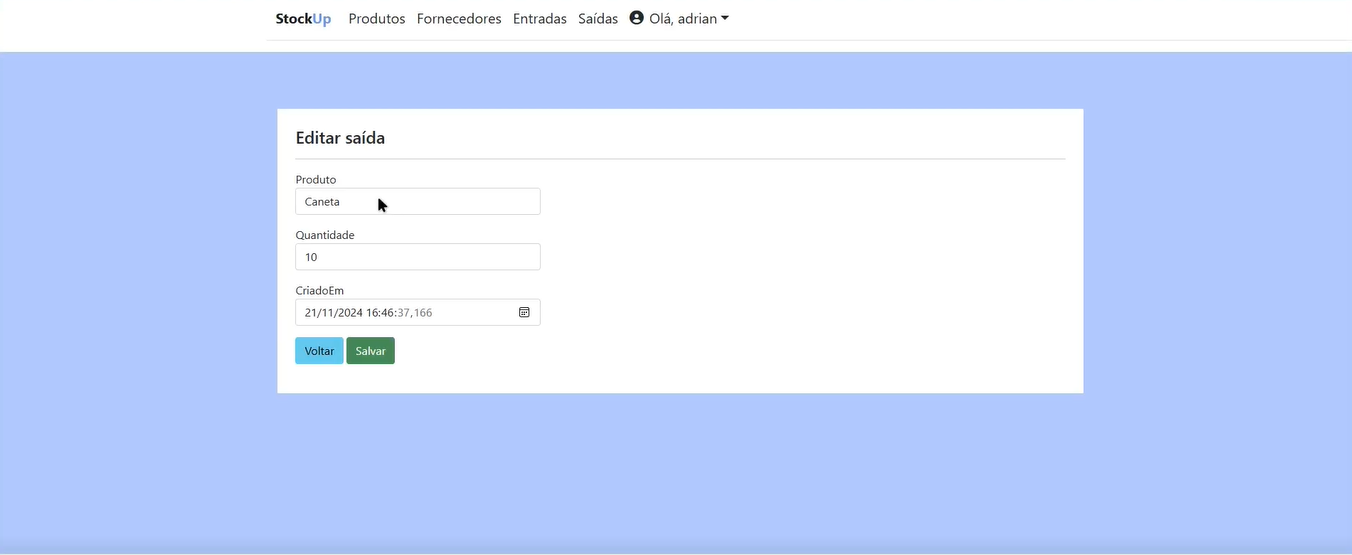 StockUp Produtos Fornecedores Entradas Saídas Olá, adrian
Editar saída
Produto
Caneta
Quantidade
10
CriadoEm
21/11/2024 16:46:37,166
Voltar Salvar